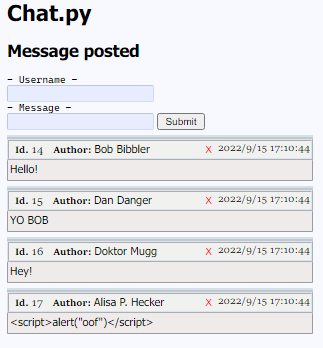 Chat.py
Message posted
- Username -
- Message -
Submit
Id. 14 Author: Bob Bibbler X 2022/9/15 17:10:44
Hello!
Id. 15 Author: Dan Danger X 2022/9/15 17:10:44
YO BOB
Id. 16 Author: Doktor Mugg X 2022/9/15 17:10:44
Hey!
Id. 17 Author: Alisa P. Hecker X 2022/9/15 17:10:44
<script>alert("oof")</script>